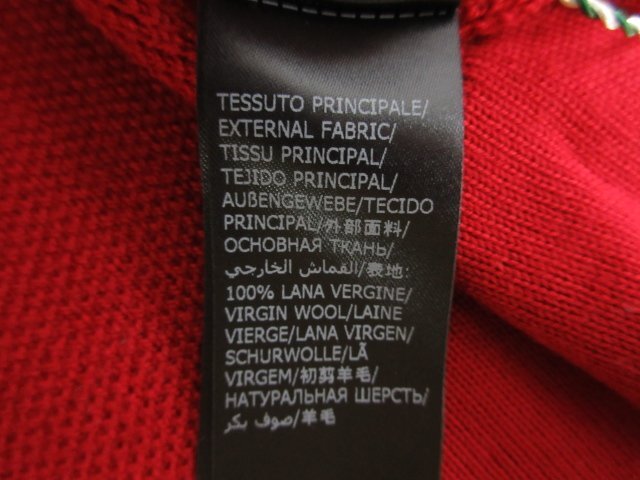 TESSUTO PRINCIPALE/
EXTERNAL FABRIC/
TISSU PRINCIPAL/
TEJIDO PRINCIPAL/
AUßENGEWEBE/TECIDO
PRINCIPAL/外部面料/
ОСНОВНАЯ ТКАНЬ/
القماش الخارجي/表地:
100% LANA VERGINE/
VIRGIN WOOL/LAINE
VIERGE/LANA VIRGEN/
SCHURWOLLE/LÃ
VIRGEM/初剪羊毛/
НАТУРАЛЬНАЯ ШЕРСТЬ/
صوف بكر/羊毛